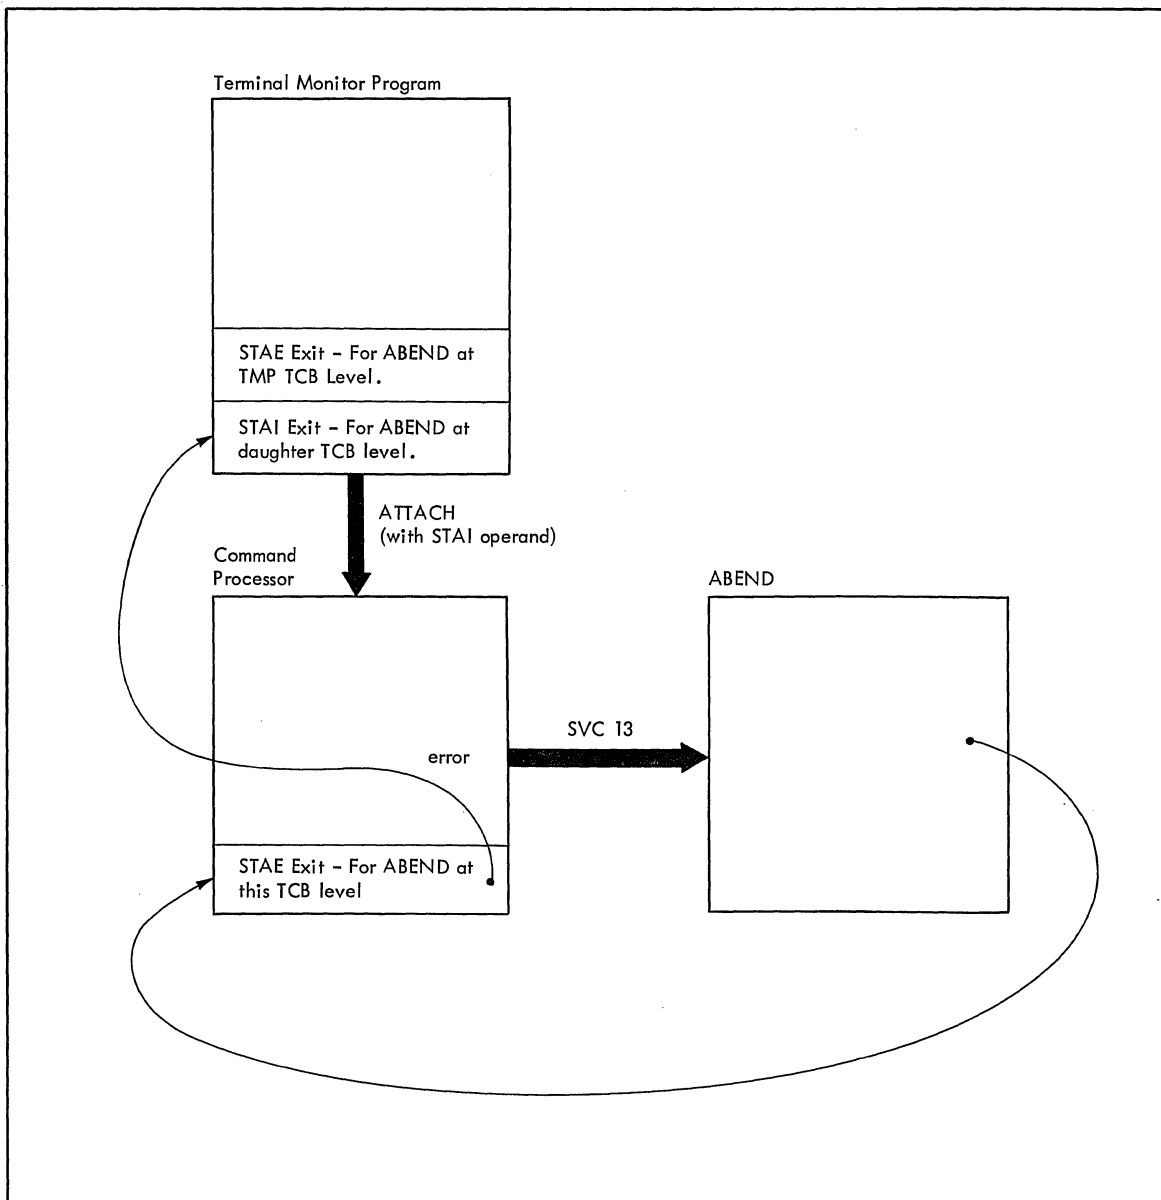 Terminal Monitor Program
STAE Exit - For ABEND at
TMP TCB Level.
STAI Exit - For ABEND at
daughter TCB level.
ATTACH
(with STAI operand)
Command
Processor
ABEND
SVC 13
error
STAE Exit - For ABEND at
this TCB level